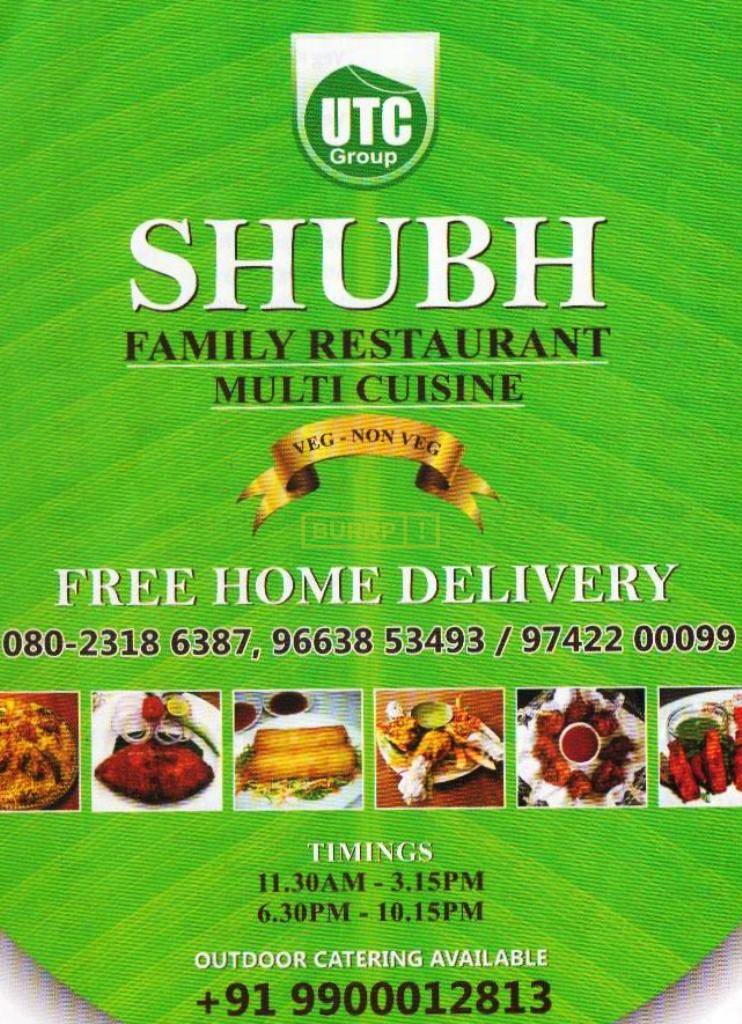 UTC
Group
SHUBH
FAMILY RESTAURANT
MULTI CUISINE
VEG - NON VEG
FREE HOME DELIVERY
080-2318 6387, 96638 53493 / 97422 00099
TIMINGS
11.30AM - 3.15PM
6.30PM - 10.15PM
OUTDOOR CATERING AVAILABLE
+91 9900012813